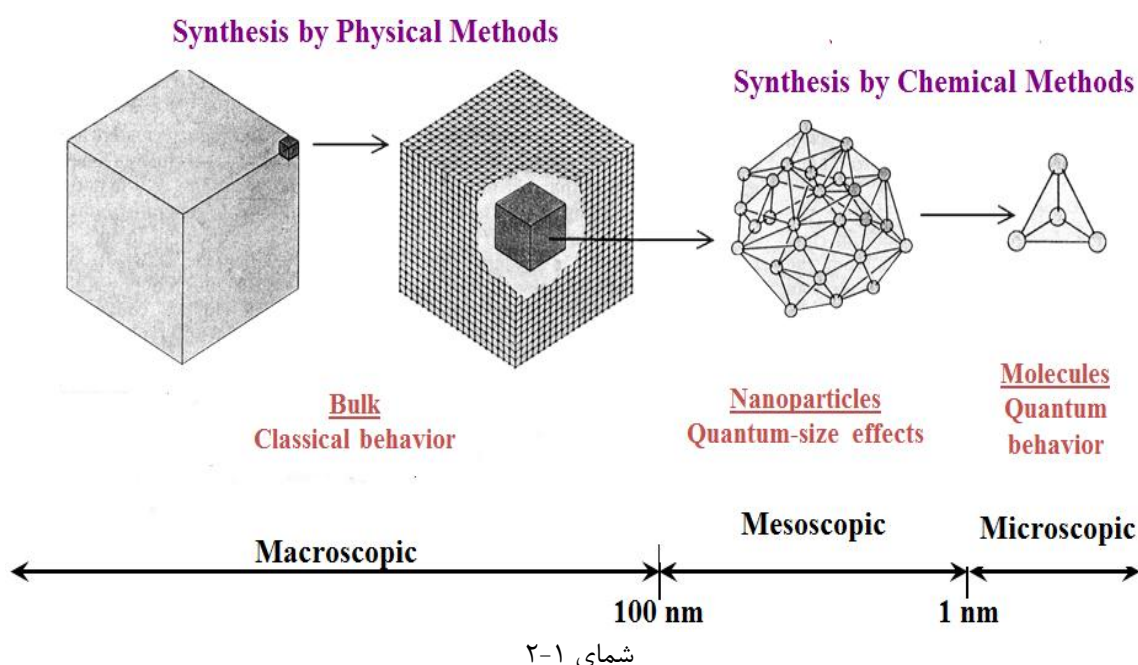 Synthesis by Physical Methods
Synthesis by Chemical Methods
Bulk
Classical behavior
Nanoparticles
Quantum-size effects
Molecules
Quantum
behavior
Macroscopic
Mesoscopic
Microscopic
100 nm
1 nm
شمای ۱-۲